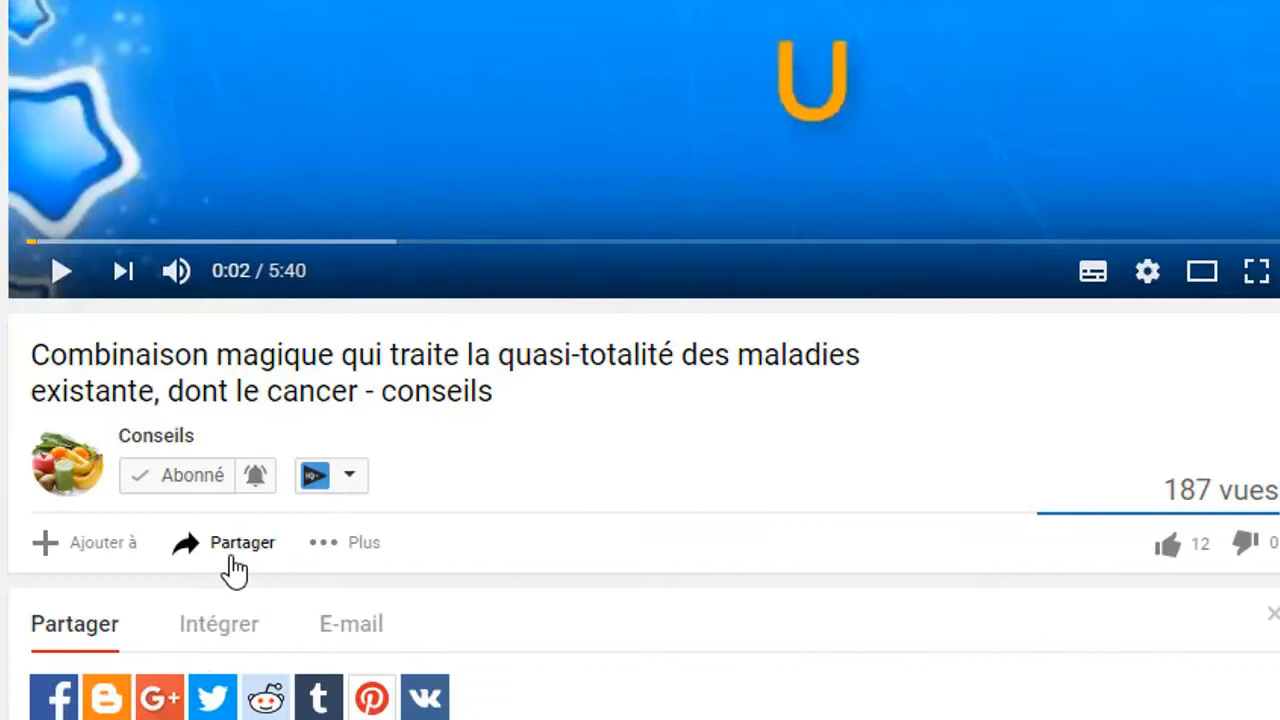 U
0:02 / 5:40
Combinaison magique qui traite la quasi-totalité des maladies
existante, dont le cancer - conseils
Conseils
Abonné
187 vues
Ajouter à Partager Plus 12 0
Partager Intégrer E-mail
f B G+ t VK